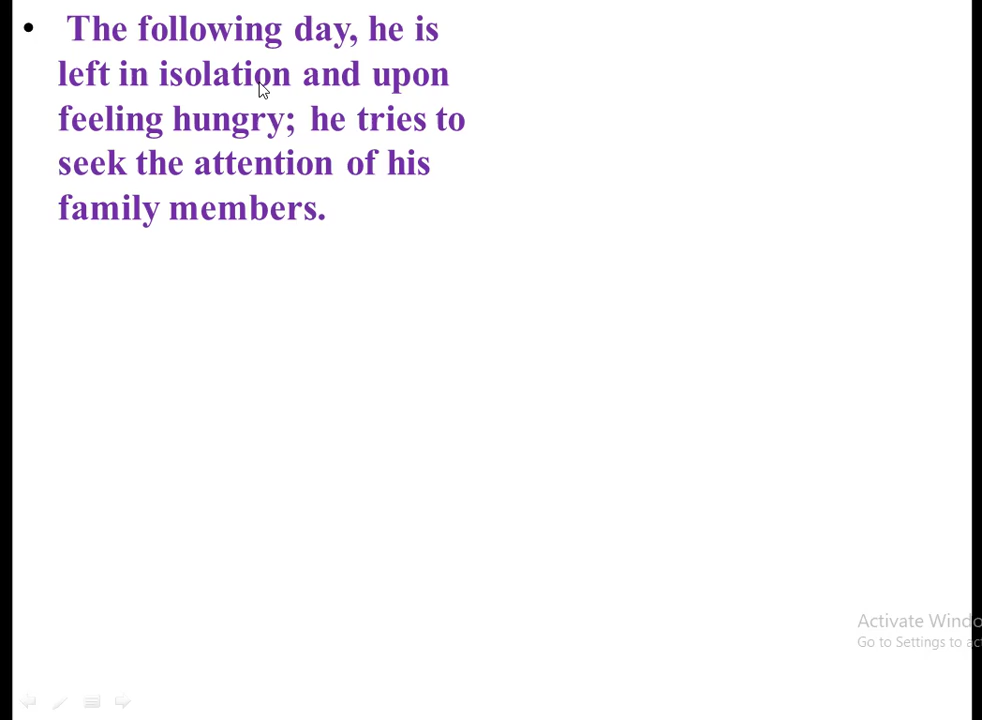 • The following day, he is
left in isolation and upon
feeling hungry; he tries to
seek the attention of his
family members.
Activate Windo
Go to Settings to act